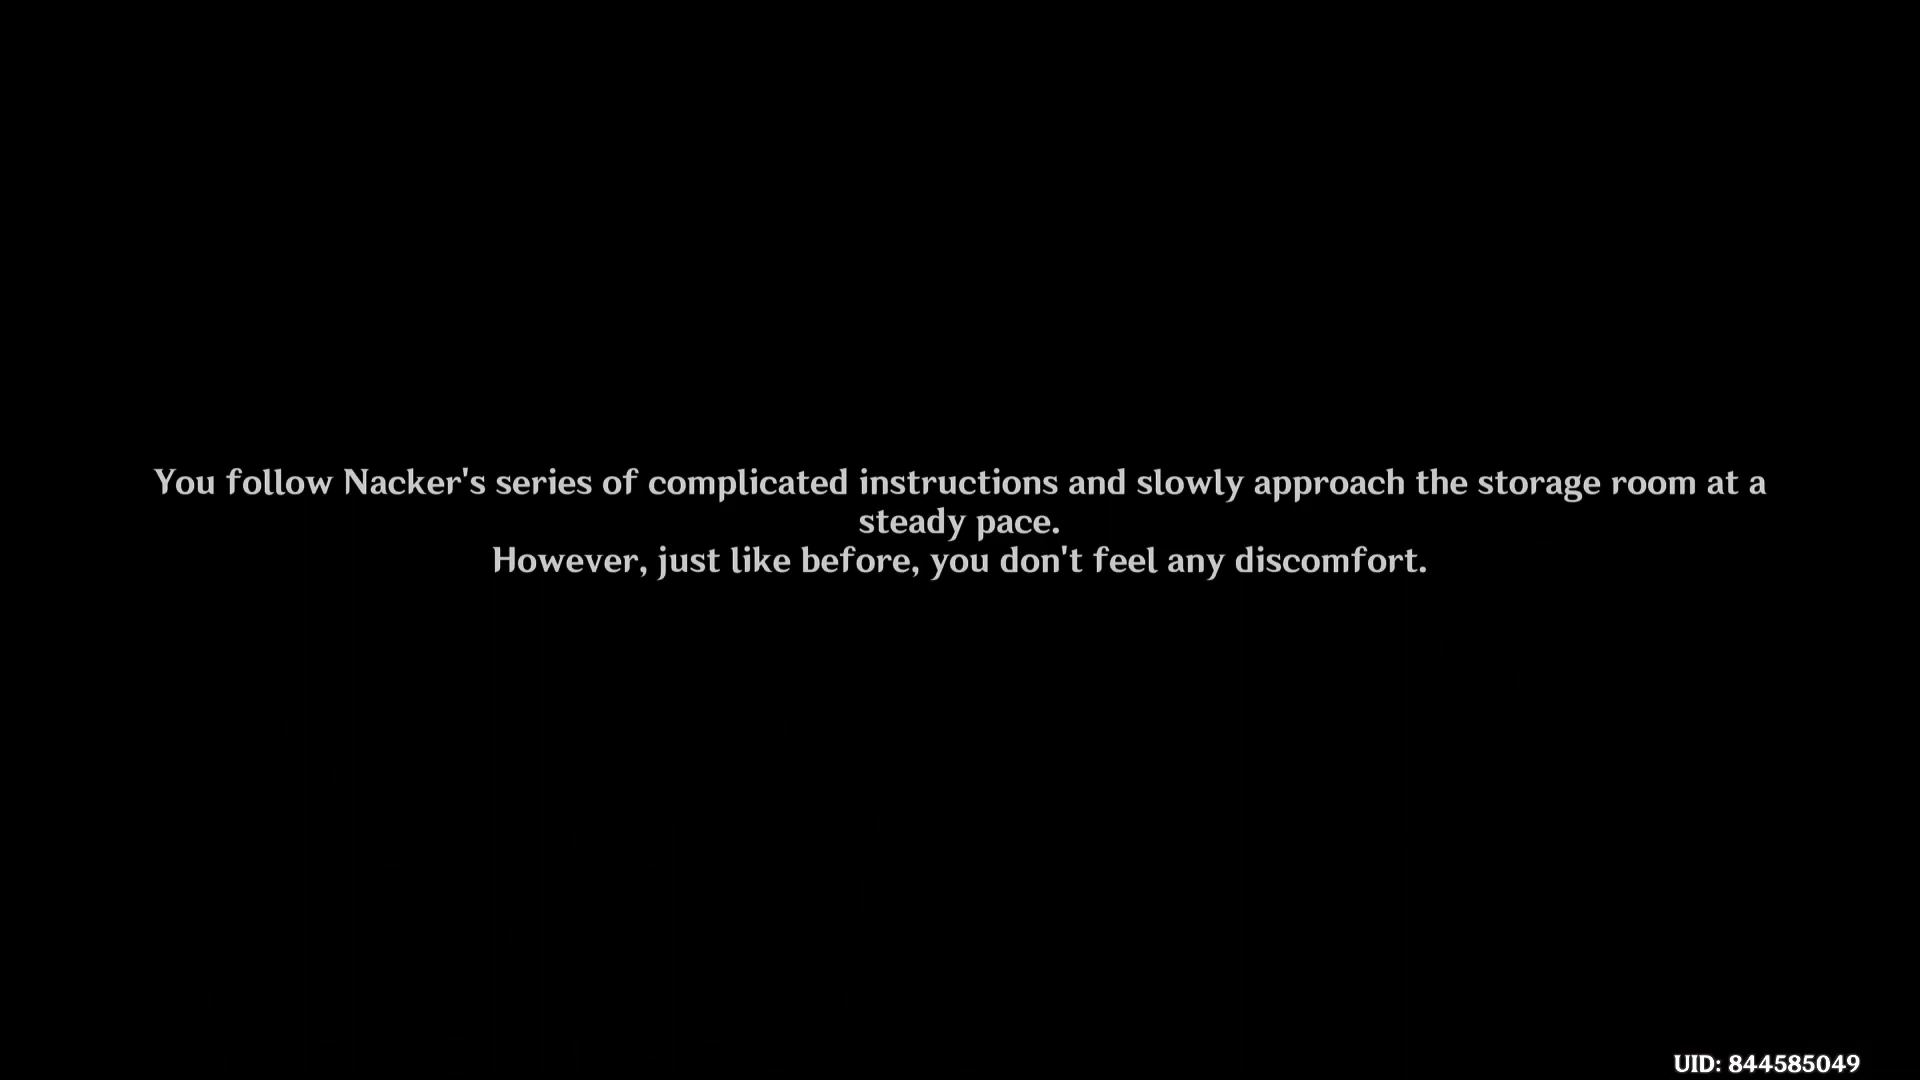 You follow Nacker's series of complicated instructions and slowly approach the storage room at a
steady pace.
However, just like before, you don't feel any discomfort.
UID: 844585049